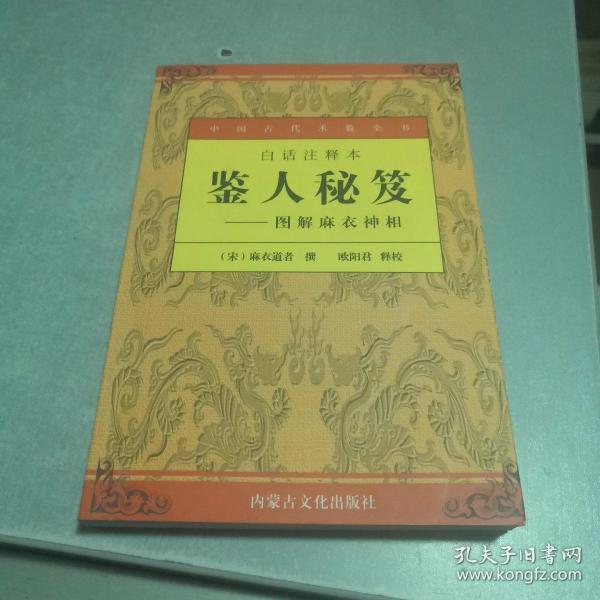 中国古代术数全书
白话注释本
鉴人秘笈
——图解麻衣神相
（宋）麻衣道者 撰 欧阳君 释校
内蒙古文化出版社
孔夫子旧书网
www.kongfz.com